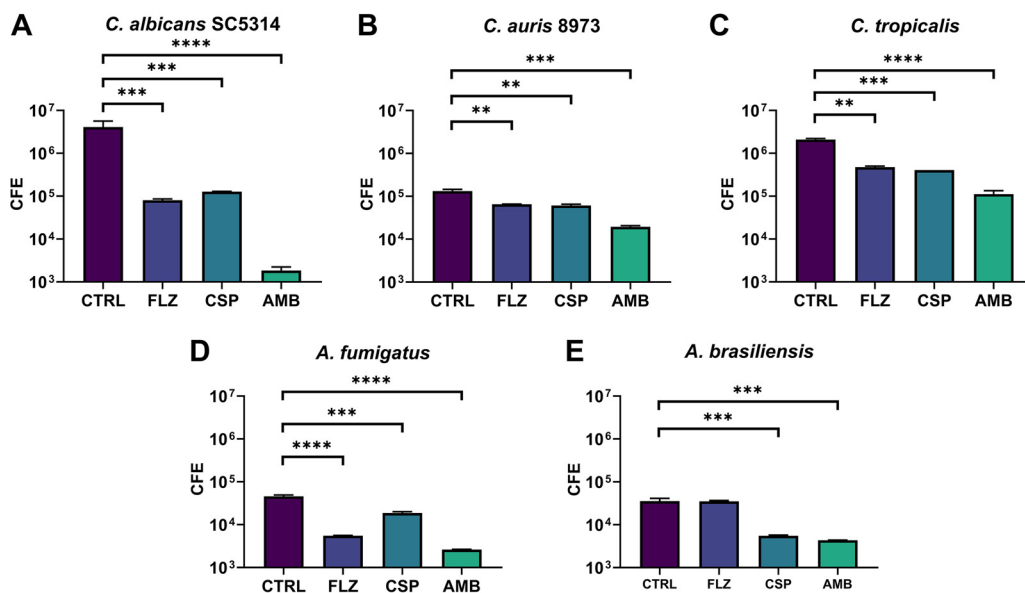 A
C. albicans SC5314
****
***
***
CFE
10⁷
10⁶
10⁵
10⁴
10³
CTRL FLZ CSP AMB
B
C. auris 8973
***
**
**
CFE
10⁷
10⁶
10⁵
10⁴
10³
CTRL FLZ CSP AMB
C
C. tropicalis
****
***
**
CFE
10⁷
10⁶
10⁵
10⁴
10³
CTRL FLZ CSP AMB
D
A. fumigatus
****
***
****
CFE
10⁷
10⁶
10⁵
10⁴
10³
CTRL FLZ CSP AMB
E
A. brasiliensis
***
***
CFE
10⁷
10⁶
10⁵
10⁴
10³
CTRL FLZ CSP AMB